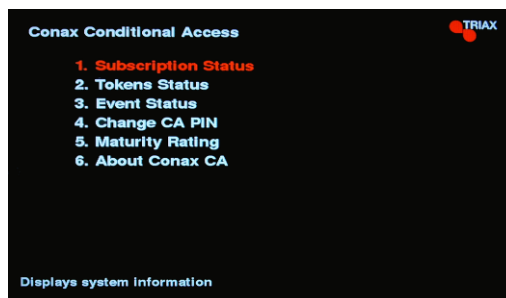 Conax Conditional Access
TRIAX
1. Subscription Status
2. Tokens Status
3. Event Status
4. Change CA PIN
5. Maturity Rating
6. About Conax CA
Displays system information